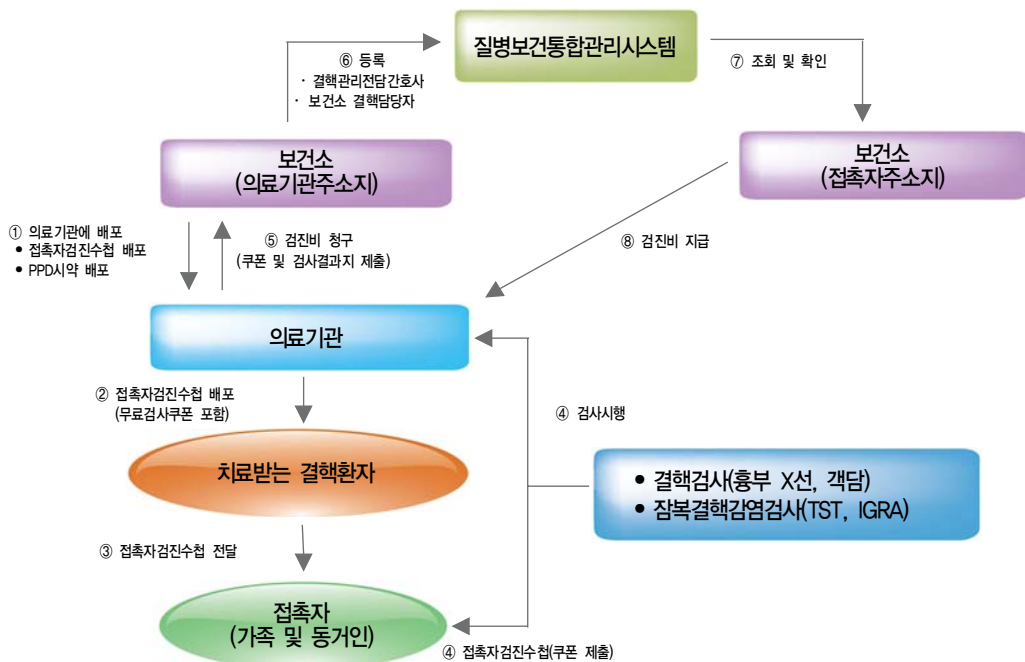 질병보건통합관리시스템
⑥ 등록
· 결핵관리전담간호사
· 보건소 결핵담당자
⑦ 조회 및 확인
보건소
(의료기관주소지)
보건소
(접촉자주소지)
① 의료기관에 배포
• 접촉자검진수첩 배포
• PPD시약 배포
⑤ 검진비 청구
(쿠폰 및 검사결과지 제출)
⑧ 검진비 지급
의료기관
② 접촉자검진수첩 배포
(무료검사쿠폰 포함)
④ 검사시행
치료받는 결핵환자
• 결핵검사(흉부 X선, 객담)
• 잠복결핵감염검사(TST, IGRA)
③ 접촉자검진수첩 전달
접촉자
(가족 및 동거인)
④ 접촉자검진수첩(쿠폰 제출)